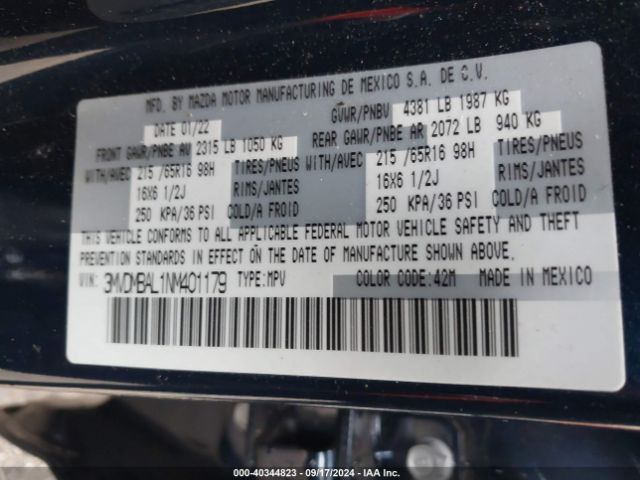 MFD. BY MAZDA MOTOR MANUFACTURING DE MEXICO S.A. DE C.V.
DATE 01/22 GVWR/PNBV 4381 LB 1987 KG
FRONT GAWR/PNBE AV 2315 LB 1050 KG REAR GAWR/PNBE AR 2072 LB 940 KG
WITH/AVEC 215 /65R16 98H TIRES/PNEUS WITH/AVEC 215 /65R16 98H TIRES/PNEUS
16X6 1/2J RIMS/JANTES 16X6 1/2J RIMS/JANTES
250 KPA/36 PSI COLD/A FROID 250 KPA/36 PSI COLD/A FROID
THIS VEHICLE CONFORMS TO ALL APPLICABLE FEDERAL MOTOR VEHICLE SAFETY AND THEFT
PREVENTION STANDARDS IN EFFECT ON THE DATE OF MANUFACTURE SHOWN ABOVE.
VIN: 3MVDMBAL1NM401179 TYPE:MPV COLOR CODE:42M MADE IN MEXICO
000-40344823 - 09/17/2024 - IAA Inc.